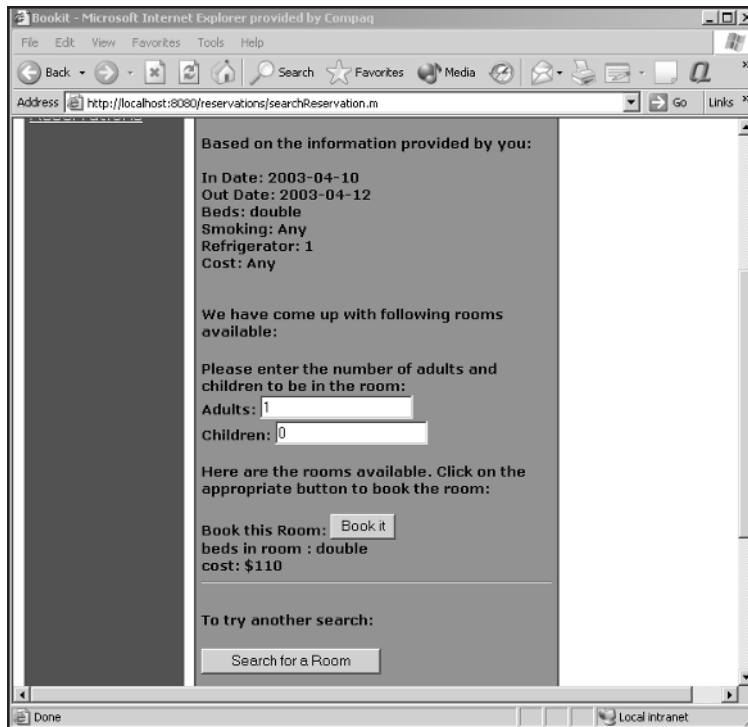 Bookit - Microsoft Internet Explorer provided by Compaq
File Edit View Favorites Tools Help
Back Search Favorites Media
Address http://localhost:8080/reservations/searchReservation.m Go Links »
Reservations
Based on the information provided by you:
In Date: 2003-04-10
Out Date: 2003-04-12
Beds: double
Smoking: Any
Refrigerator: 1
Cost: Any
We have come up with following rooms
available:
Please enter the number of adults and
children to be in the room:
Adults: 1
Children: 0
Here are the rooms available. Click on the
appropriate button to book the room:
Book this Room: Book it
beds in room : double
cost: $110
To try another search:
Search for a Room
Done Local intranet